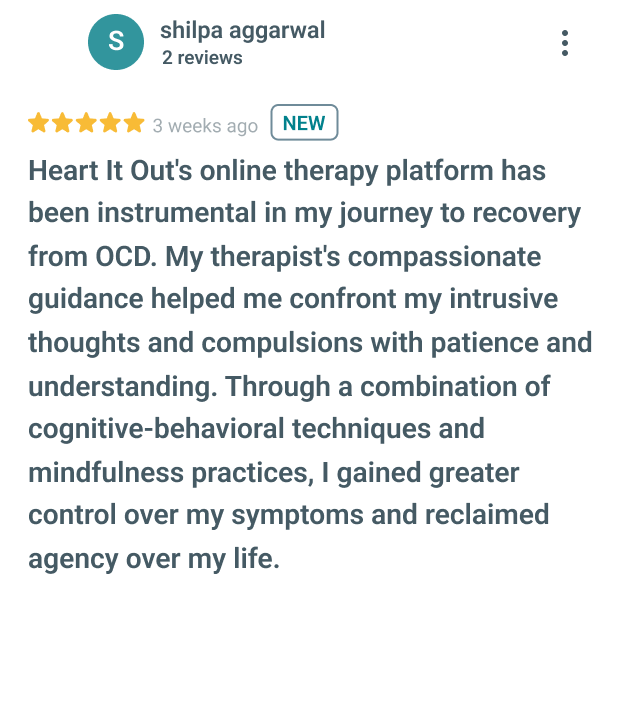 S
shilpa aggarwal
2 reviews
3 weeks ago NEW
Heart It Out's online therapy platform has
been instrumental in my journey to recovery
from OCD. My therapist's compassionate
guidance helped me confront my intrusive
thoughts and compulsions with patience and
understanding. Through a combination of
cognitive-behavioral techniques and
mindfulness practices, I gained greater
control over my symptoms and reclaimed
agency over my life.